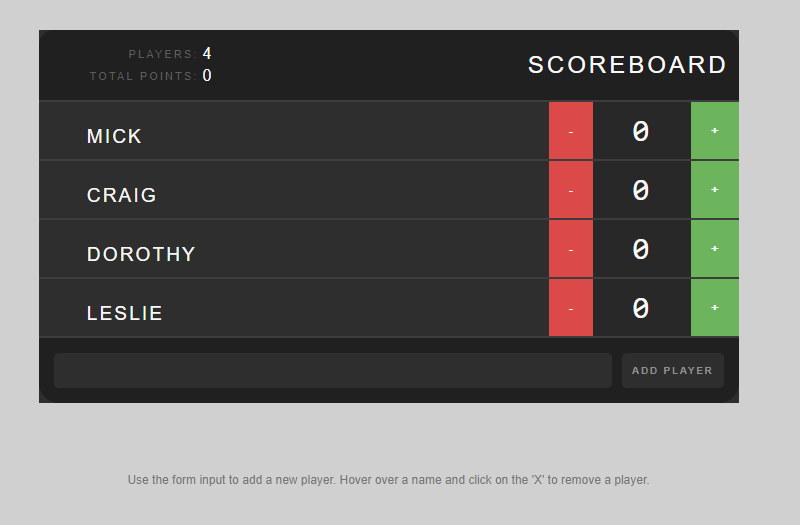 PLAYERS: 4
TOTAL POINTS: 0
SCOREBOARD
MICK - 0 +
CRAIG - 0 +
DOROTHY - 0 +
LESLIE - 0 +
ADD PLAYER
Use the form input to add a new player. Hover over a name and click on the 'X' to remove a player.